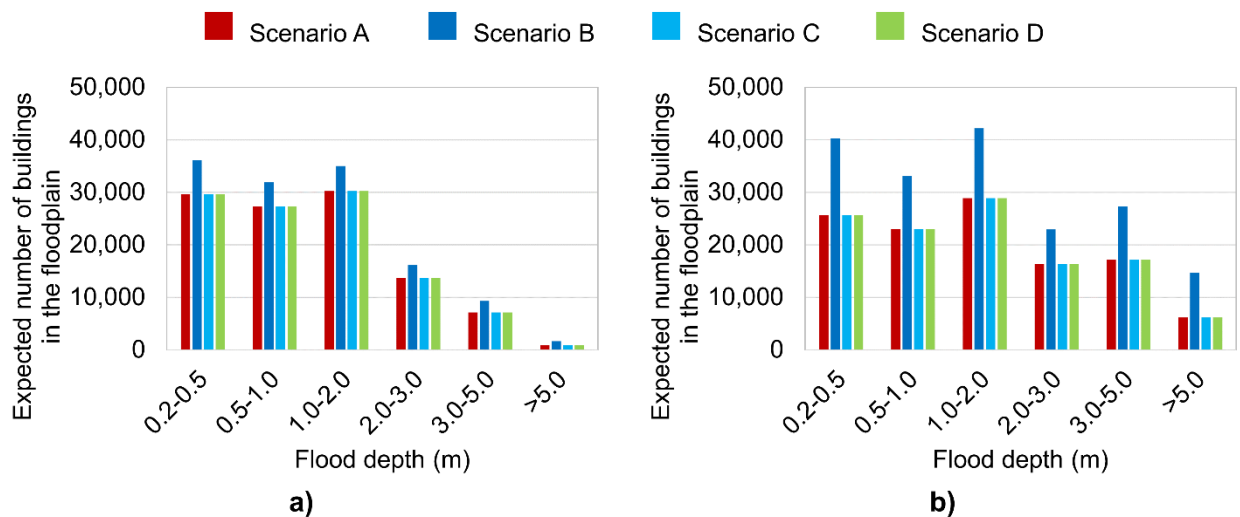 Scenario A Scenario B Scenario C Scenario D
Expected number of buildings
in the floodplain
50,000
40,000
30,000
20,000
10,000
0
0.2-0.5
0.5-1.0
1.0-2.0
2.0-3.0
3.0-5.0
>5.0
Flood depth (m)
a)
Expected number of buildings
in the floodplain
50,000
40,000
30,000
20,000
10,000
0
0.2-0.5
0.5-1.0
1.0-2.0
2.0-3.0
3.0-5.0
>5.0
Flood depth (m)
b)